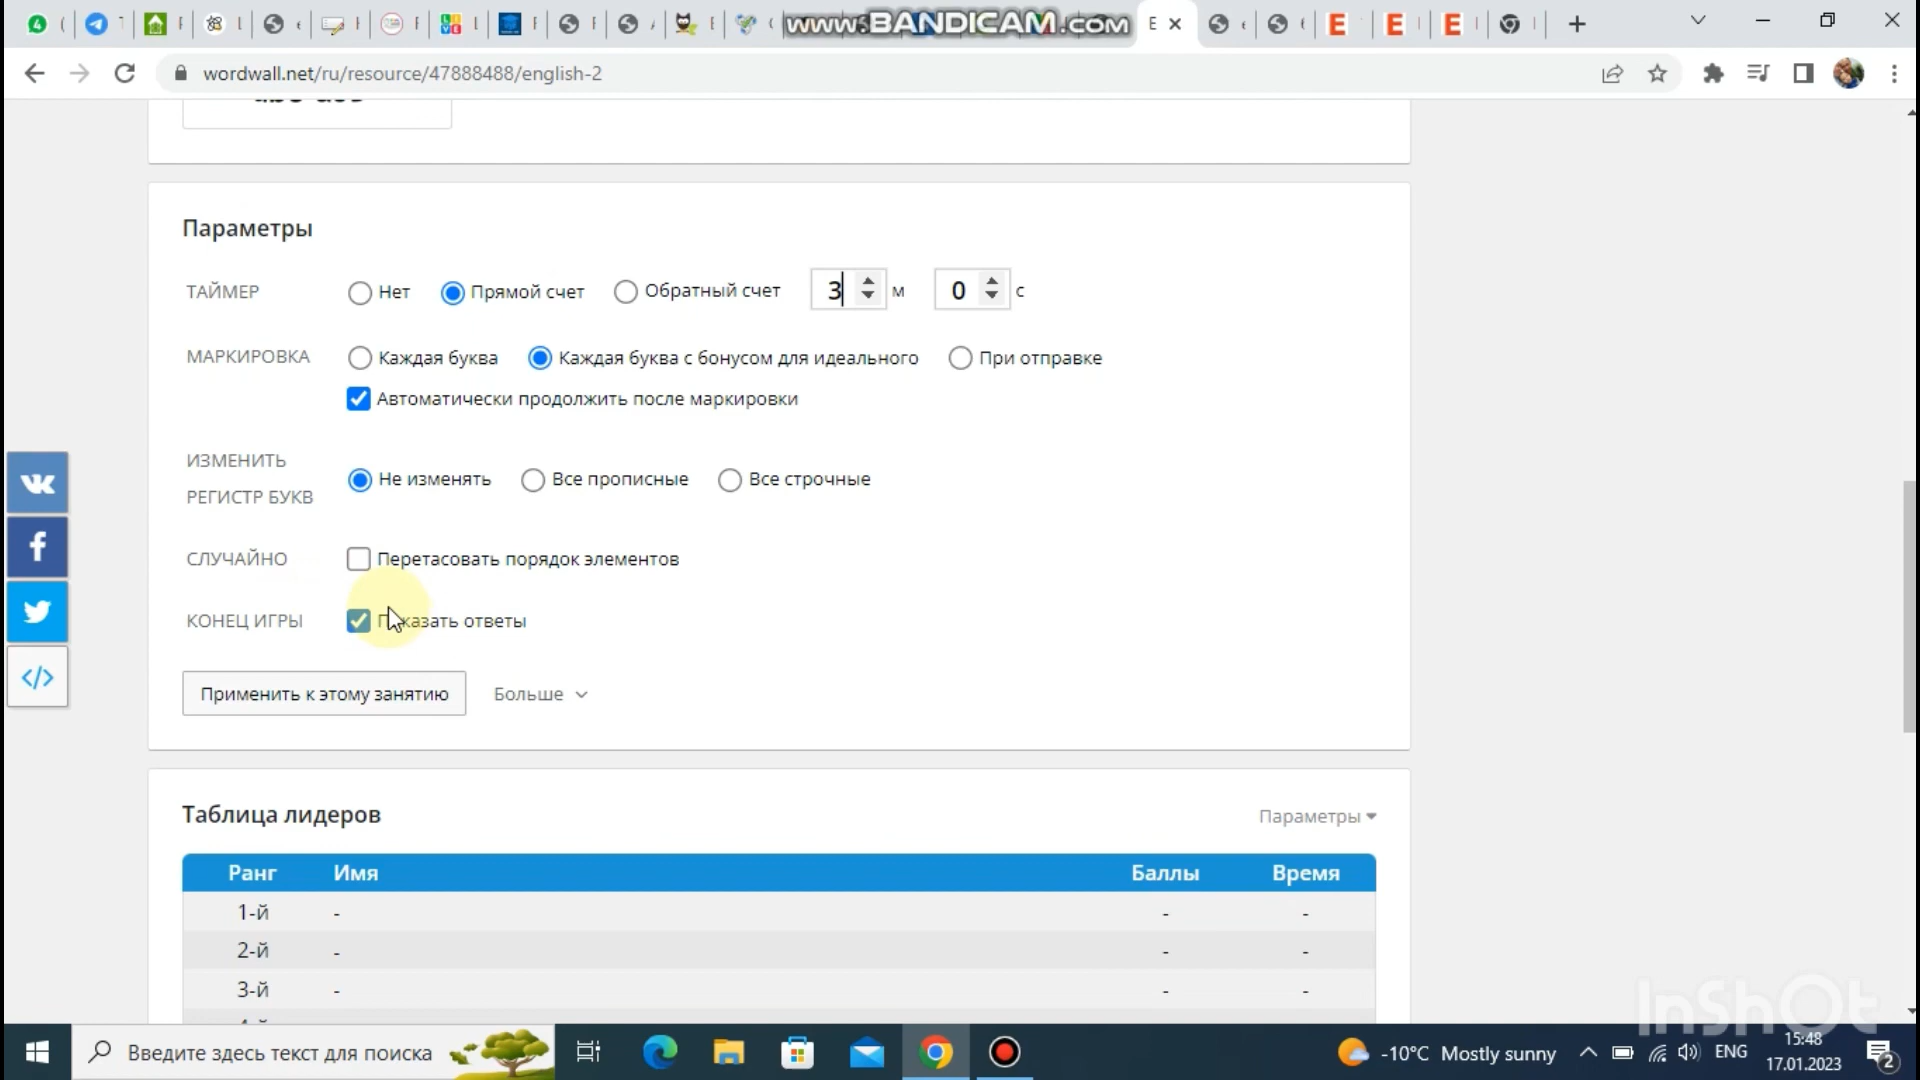 www.BANDICAM.com
E
wordwall.net/ru/resource/47888488/english-2
Параметры
ТАЙМЕР Нет Прямой счет Обратный счет 3 м 0 с
МАРКИРОВКА Каждая буква Каждая буква с бонусом для идеального При отправке
Автоматически продолжить после маркировки
ИЗМЕНИТЬ
РЕГИСТР БУКВ Не изменять Все прописные Все строчные
СЛУЧАЙНО Перетасовать порядок элементов
КОНЕЦ ИГРЫ Показать ответы
Применить к этому занятию Больше
Таблица лидеров Параметры
Ранг Имя Баллы Время
1-й - - -
2-й - - -
3-й - - -
InShOt
Введите здесь текст для поиска -10°C Mostly sunny ENG 15:48
17.01.2023 2